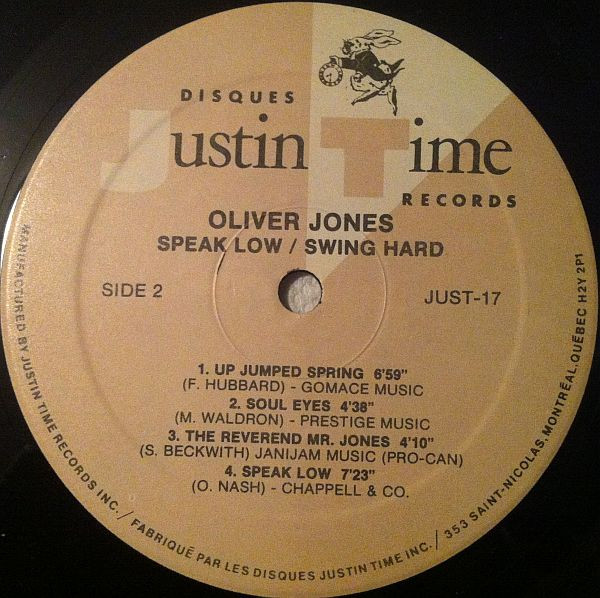 DISQUES
Justin Time
RECORDS
OLIVER JONES
SPEAK LOW / SWING HARD
SIDE 2
JUST-17
1. UP JUMPED SPRING 6'59"
(F. HUBBARD) - GOMACE MUSIC
2. SOUL EYES 4'38"
(M. WALDRON) - PRESTIGE MUSIC
3. THE REVEREND MR. JONES 4'10"
(S. BECKWITH) JANIJAM MUSIC (PRO-CAN)
4. SPEAK LOW 7'23"
(O. NASH) - CHAPPELL & CO.
MANUFACTURED BY JUSTIN TIME RECORDS INC. / FABRIQUÉ PAR LES DISQUES JUSTIN TIME INC. / 353 SAINT-NICOLAS, MONTRÉAL, QUÉBEC H2Y 2P1